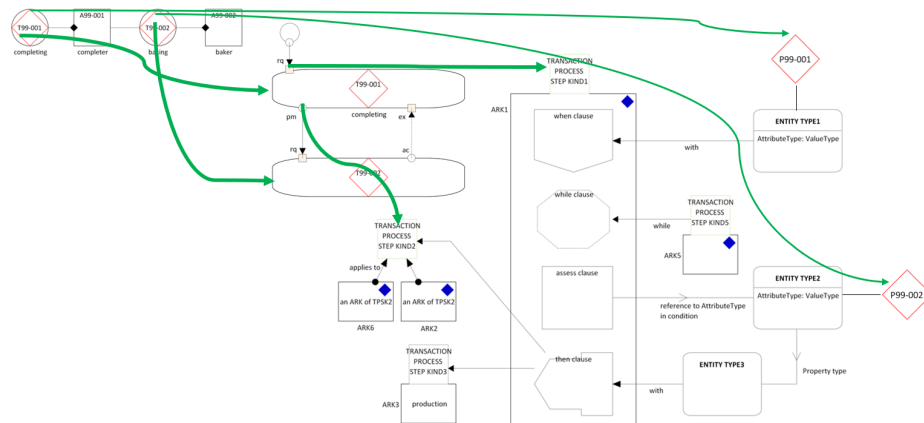 T99-001
A99-001
T99-002
A99-002
completing
completer
baking
baker
rq
T99-001
completing
pm
ex
rq
ac
TRANSACTION
PROCESS
STEP KIND1
ARK1
when clause
with
P99-001
ENTITY TYPE1
AttributeType: ValueType
while clause
while
TRANSACTION
PROCESS
STEP KIND5
ARK5
TRANSACTION
PROCESS
STEP KIND2
applies to
an ARK of TPSK2
an ARK of TPSK2
ARK6
ARK2
assess clause
reference to AttributeType
in condition
ENTITY TYPE2
AttributeType: ValueType
P99-002
Property type
TRANSACTION
PROCESS
STEP KIND3
ARK3
production
then clause
with
ENTITY TYPE3